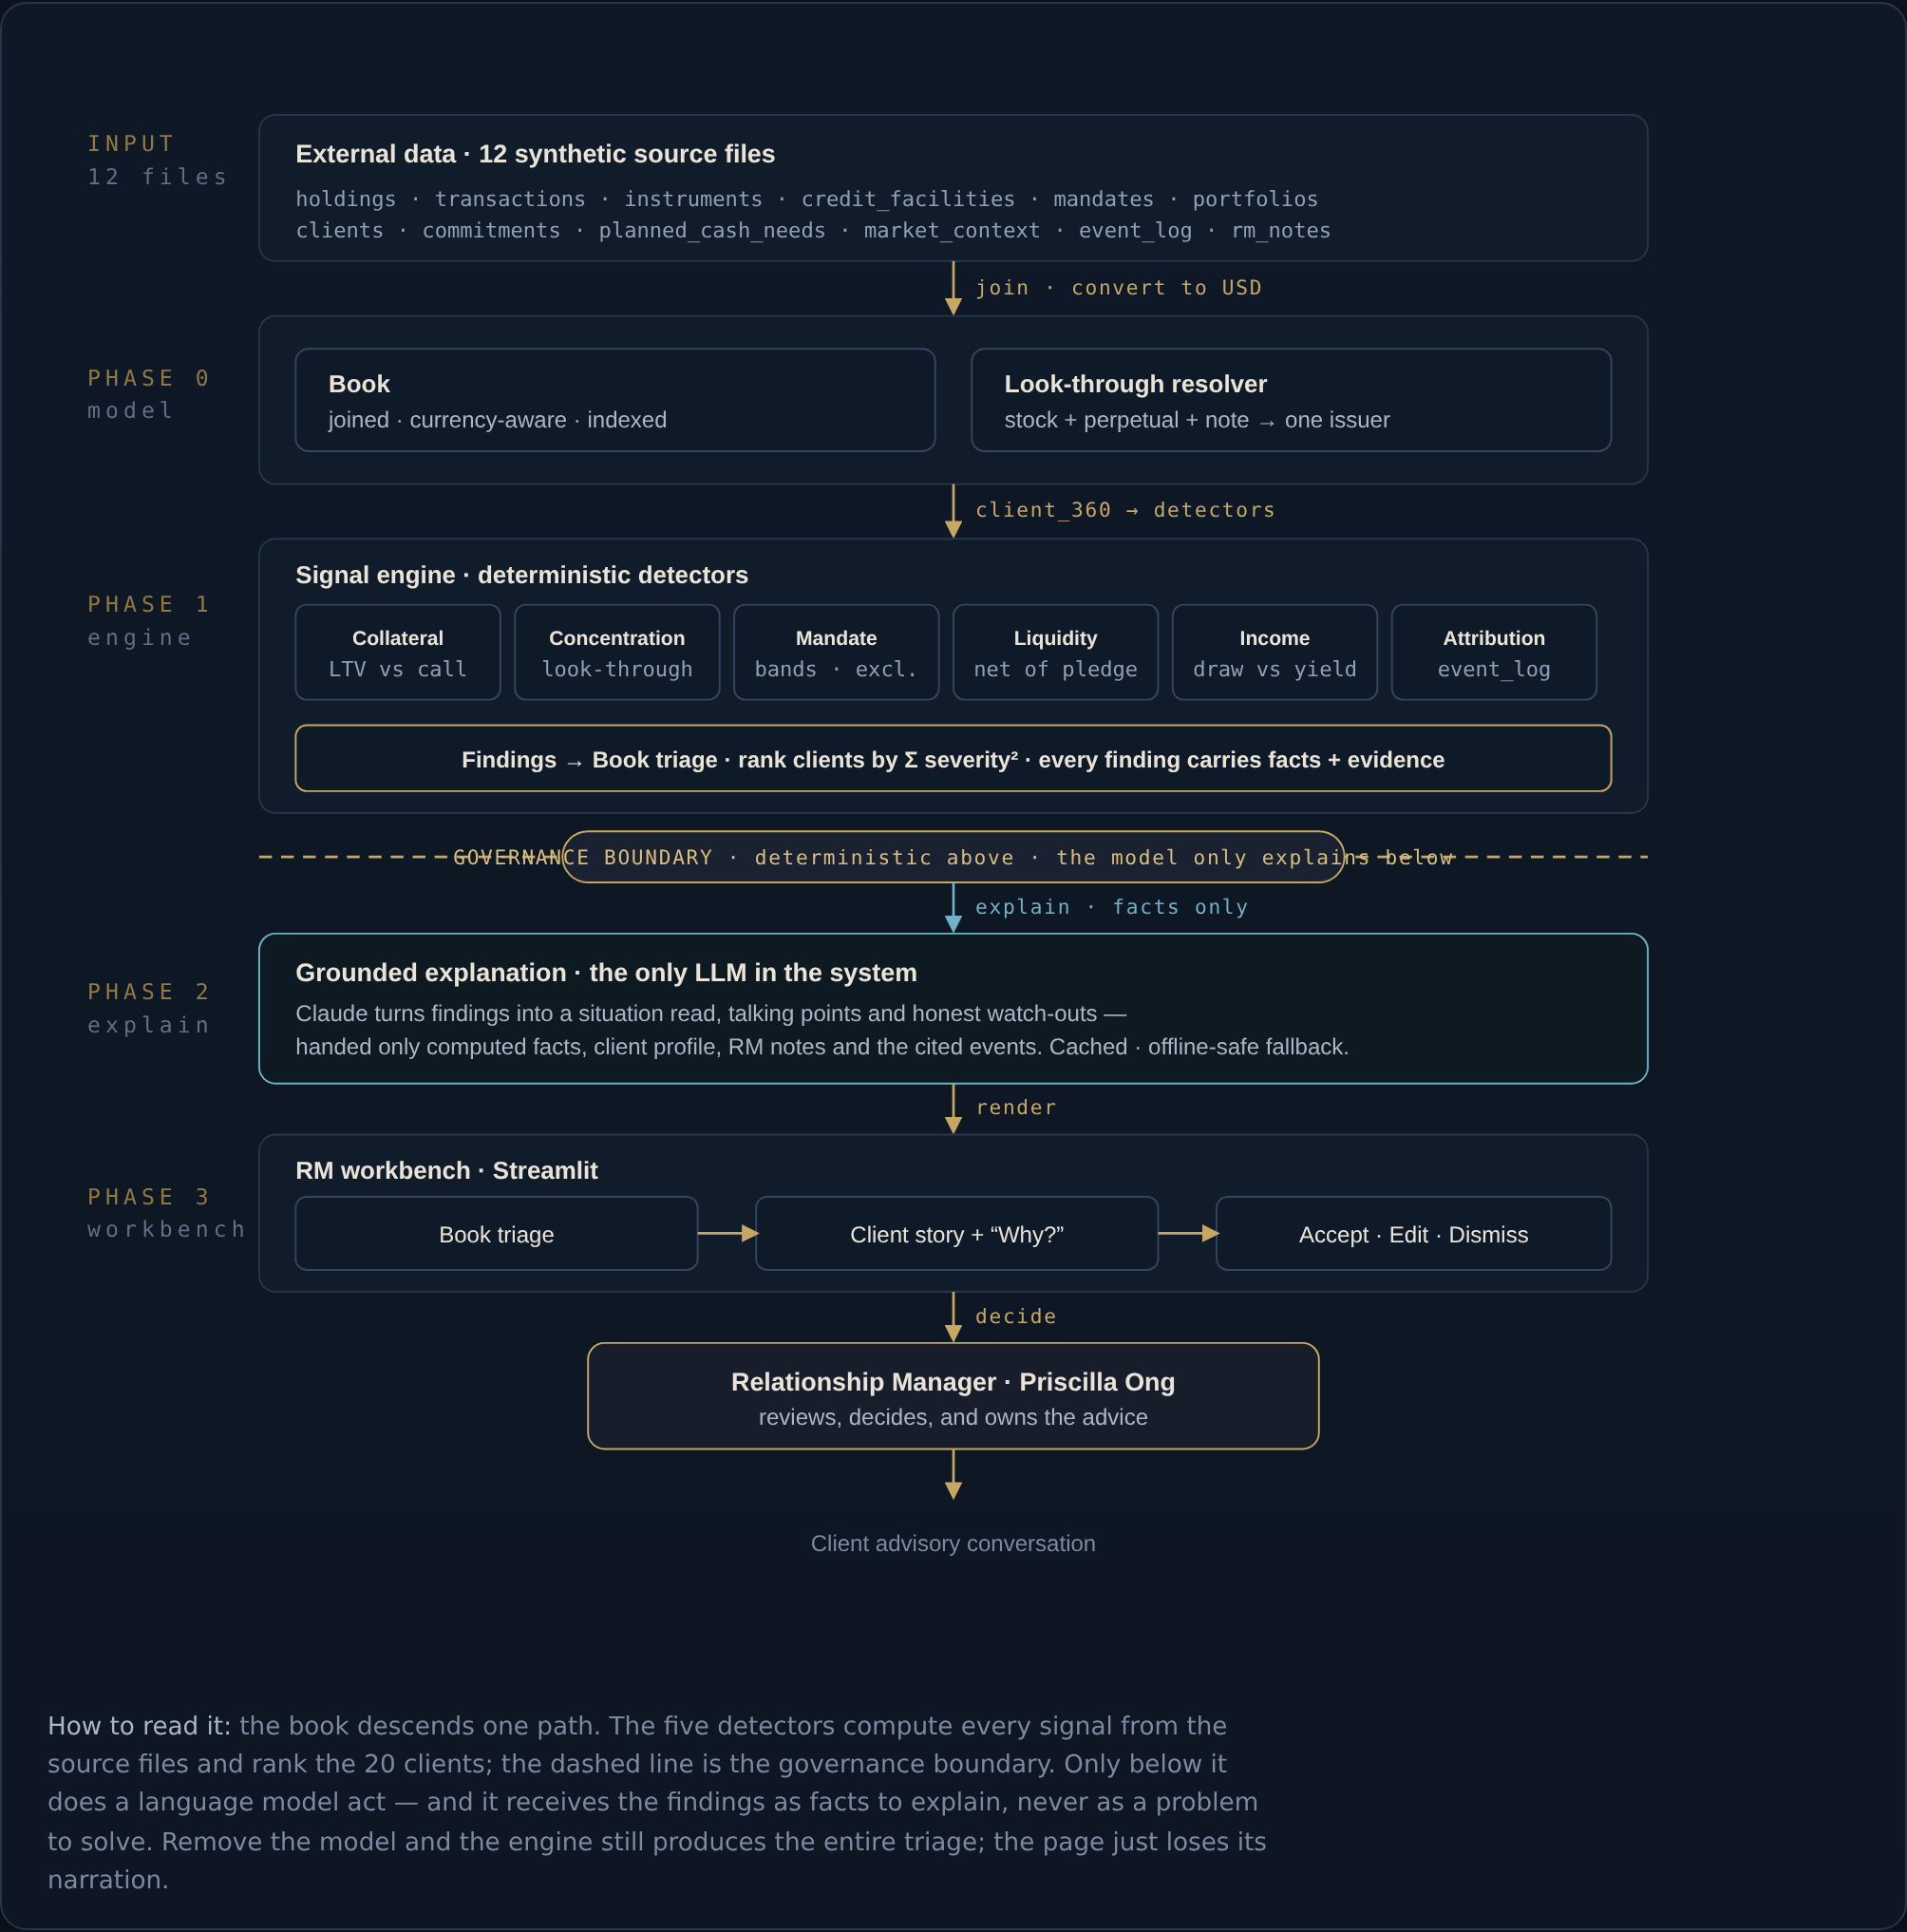 INPUT
12 files
External data · 12 synthetic source files
holdings · transactions · instruments · credit_facilities · mandates · portfolios
clients · commitments · planned_cash_needs · market_context · event_log · rm_notes
join · convert to USD
PHASE 0
model
Book
joined · currency-aware · indexed
Look-through resolver
stock + perpetual + note → one issuer
client_360 → detectors
PHASE 1
engine
Signal engine · deterministic detectors
Collateral
LTV vs call
Concentration
look-through
Mandate
bands · excl.
Liquidity
net of pledge
Income
draw vs yield
Attribution
event_log
Findings → Book triage · rank clients by Σ severity² · every finding carries facts + evidence
GOVERNANCE BOUNDARY · deterministic above · the model only explains below
explain · facts only
PHASE 2
explain
Grounded explanation · the only LLM in the system
Claude turns findings into a situation read, talking points and honest watch-outs —
handed only computed facts, client profile, RM notes and the cited events. Cached · offline-safe fallback.
render
PHASE 3
workbench
RM workbench · Streamlit
Book triage
Client story + “Why?”
Accept · Edit · Dismiss
decide
Relationship Manager · Priscilla Ong
reviews, decides, and owns the advice
Client advisory conversation
How to read it: the book descends one path. The five detectors compute every signal from the
source files and rank the 20 clients; the dashed line is the governance boundary. Only below it
does a language model act — and it receives the findings as facts to explain, never as a problem
to solve. Remove the model and the engine still produces the entire triage; the page just loses its
narration.